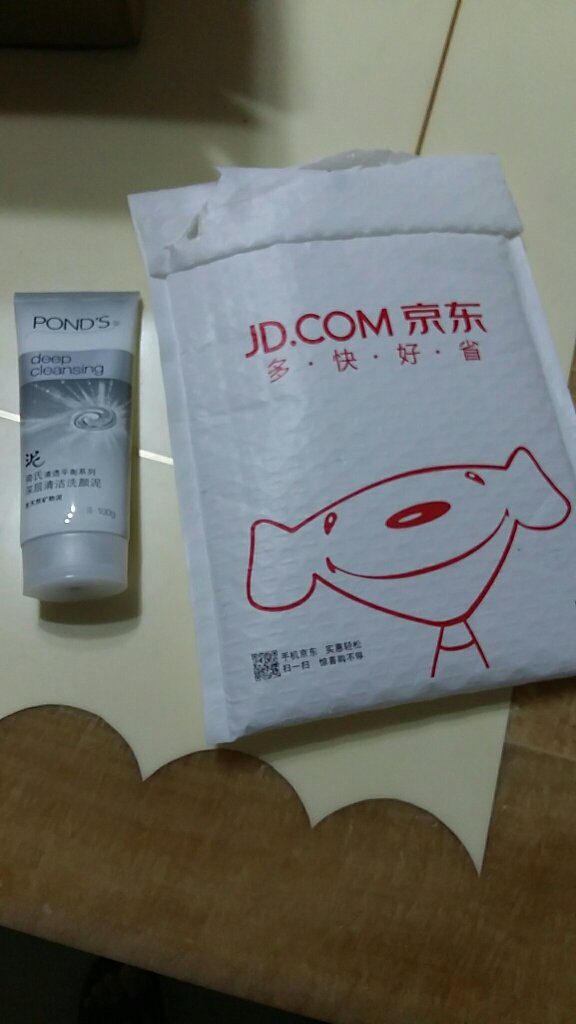 POND'S
deep
cleansing
泥
旁氏清透平衡系列
深层清洁洗颜泥
100g
JD.COM 京东
多·快·好·省
手机京东 实惠轻松
扫一扫 惊喜购不停